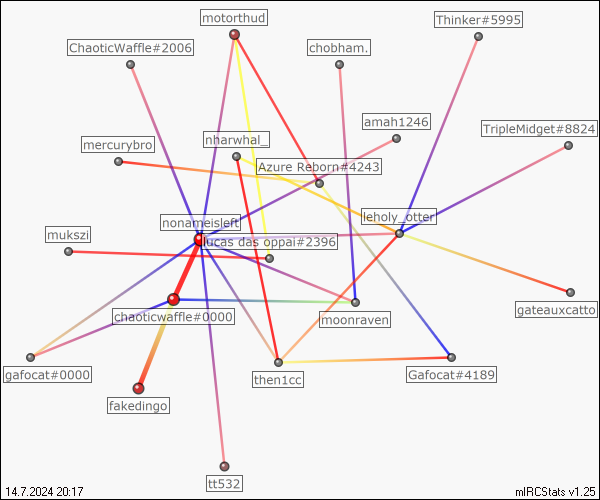 motorthud
Thinker#5995
ChaoticWaffle#2006
chobham.
amah1246
TripleMidget#8824
mercurybro
nharwhal_
Azure Reborn#4243
nonameisleft
leholy_otter
mukszi
lucas das oppai#2396
gateauxcatto
chaoticwaffle#0000
moonraven
gafocat#0000
then1cc
Gafocat#4189
fakedingo
tt532
14.7.2024 20:17
mIRCStats v1.25